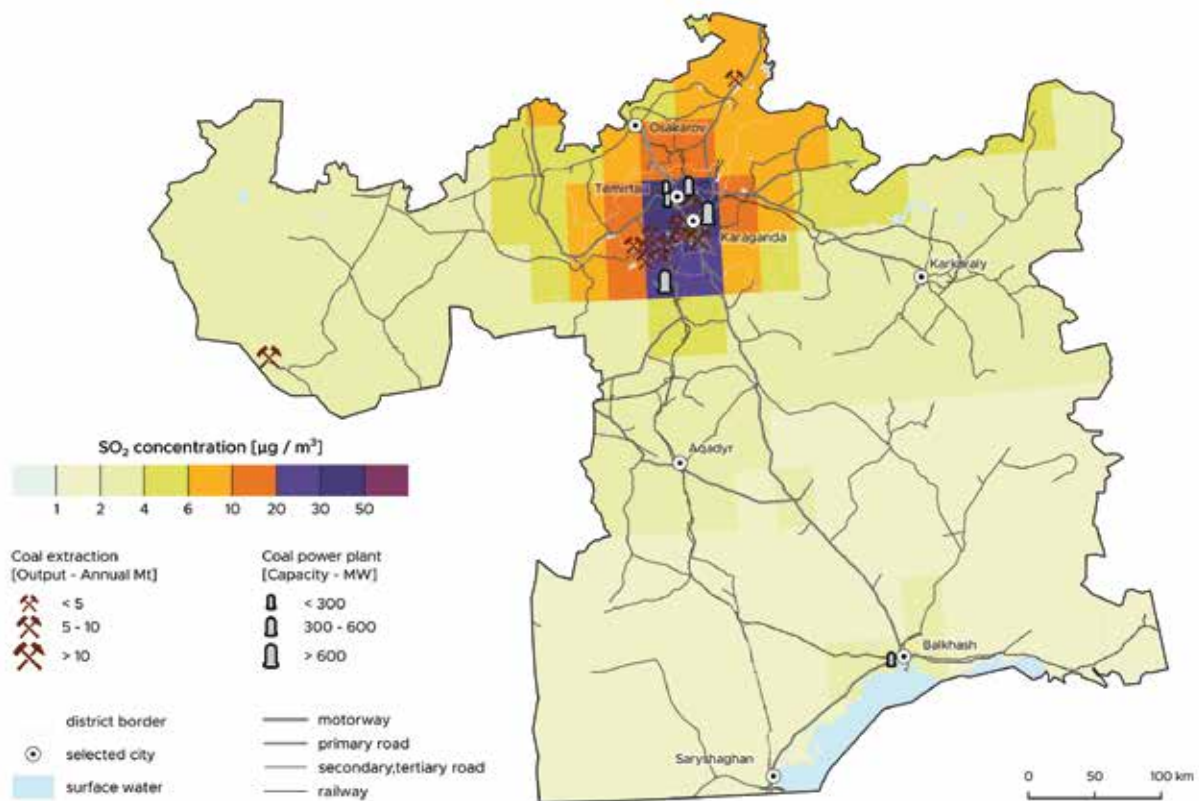 Osakarov
Temirtau
Karaganda
Karkaraly
Aqadyr
Balkhash
Saryshaghan
SO₂ concentration [µg / m³]
1 2 4 6 10 20 30 50
Coal extraction
[Output - Annual Mt]
< 5
5 - 10
> 10
Coal power plant
[Capacity - MW]
< 300
300 - 600
> 600
district border
selected city
surface water
motorway
primary road
secondary,tertiary road
railway
0 50 100 km